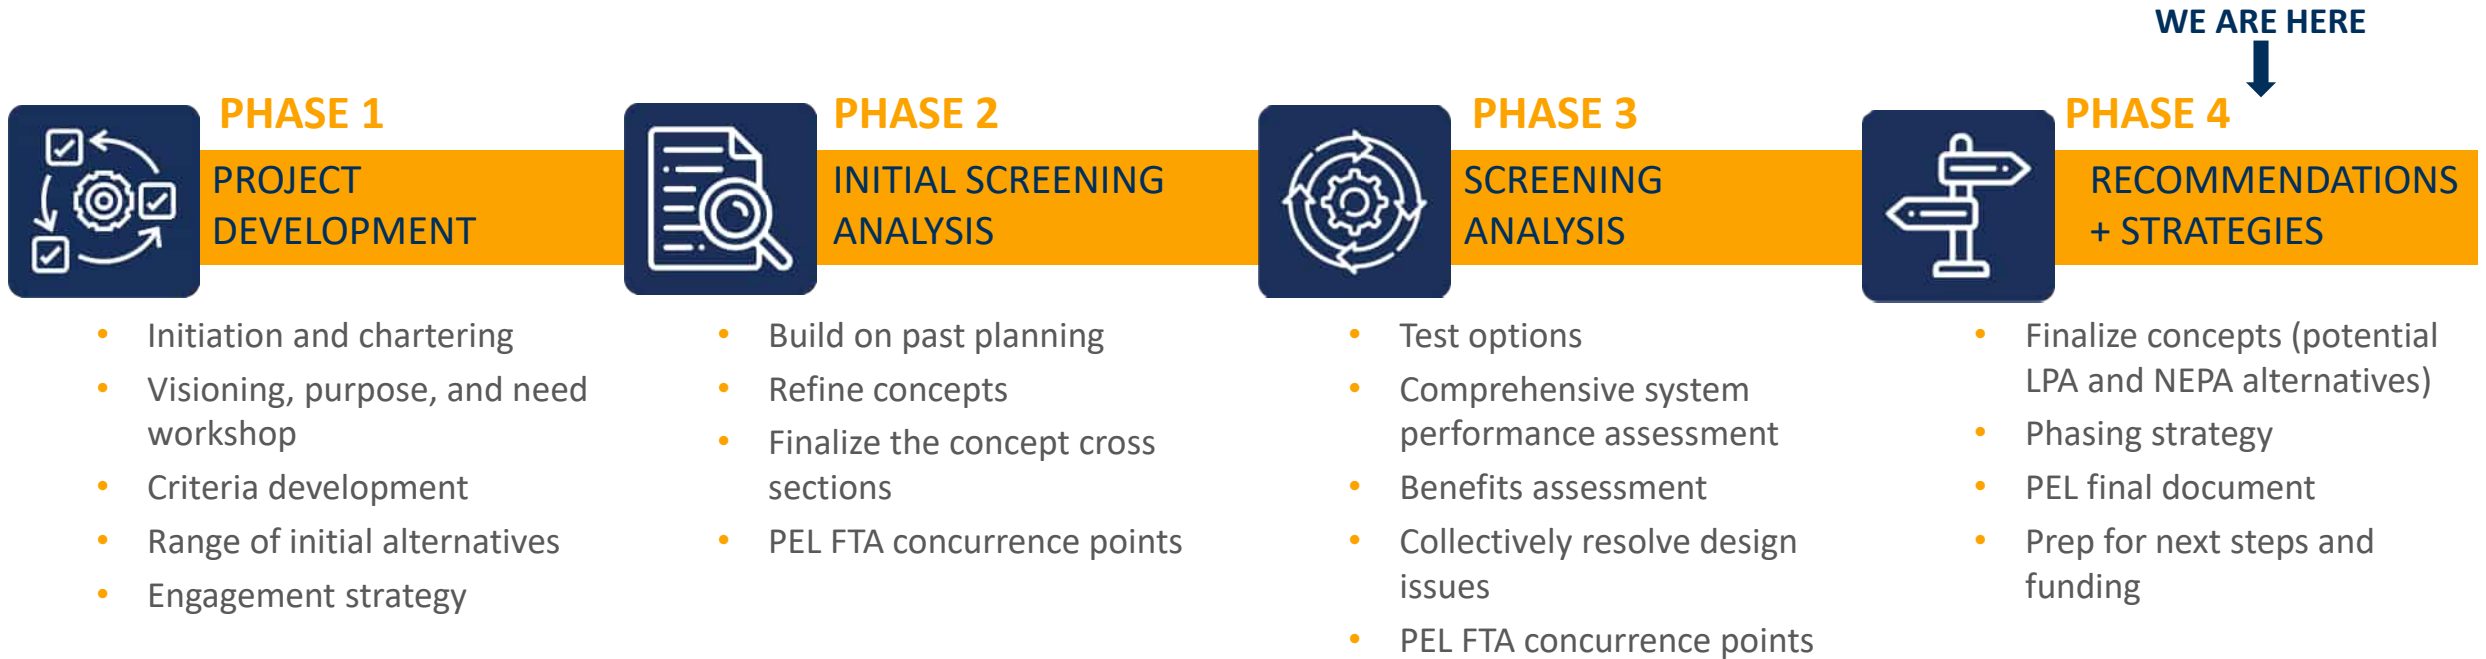 WE ARE HERE
PHASE 1
PROJECT
DEVELOPMENT
• Initiation and chartering
• Visioning, purpose, and need
workshop
• Criteria development
• Range of initial alternatives
• Engagement strategy
PHASE 2
INITIAL SCREENING
ANALYSIS
• Build on past planning
• Refine concepts
• Finalize the concept cross
sections
• PEL FTA concurrence points
PHASE 3
SCREENING
ANALYSIS
• Test options
• Comprehensive system
performance assessment
• Benefits assessment
• Collectively resolve design
issues
• PEL FTA concurrence points
PHASE 4
RECOMMENDATIONS
+ STRATEGIES
• Finalize concepts (potential
LPA and NEPA alternatives)
• Phasing strategy
• PEL final document
• Prep for next steps and
funding